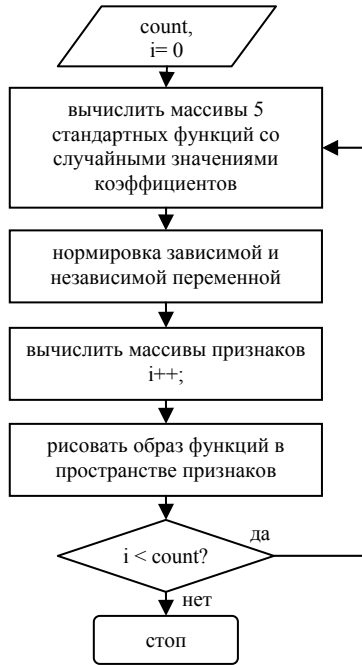 count,
i= 0
вычислить массивы 5
стандартных функций со
случайными значениями
коэффициентов
нормировка зависимой и
независимой переменной
вычислить массивы признаков
i++;
рисовать образ функций в
пространстве признаков
i < count?
да
нет
стоп